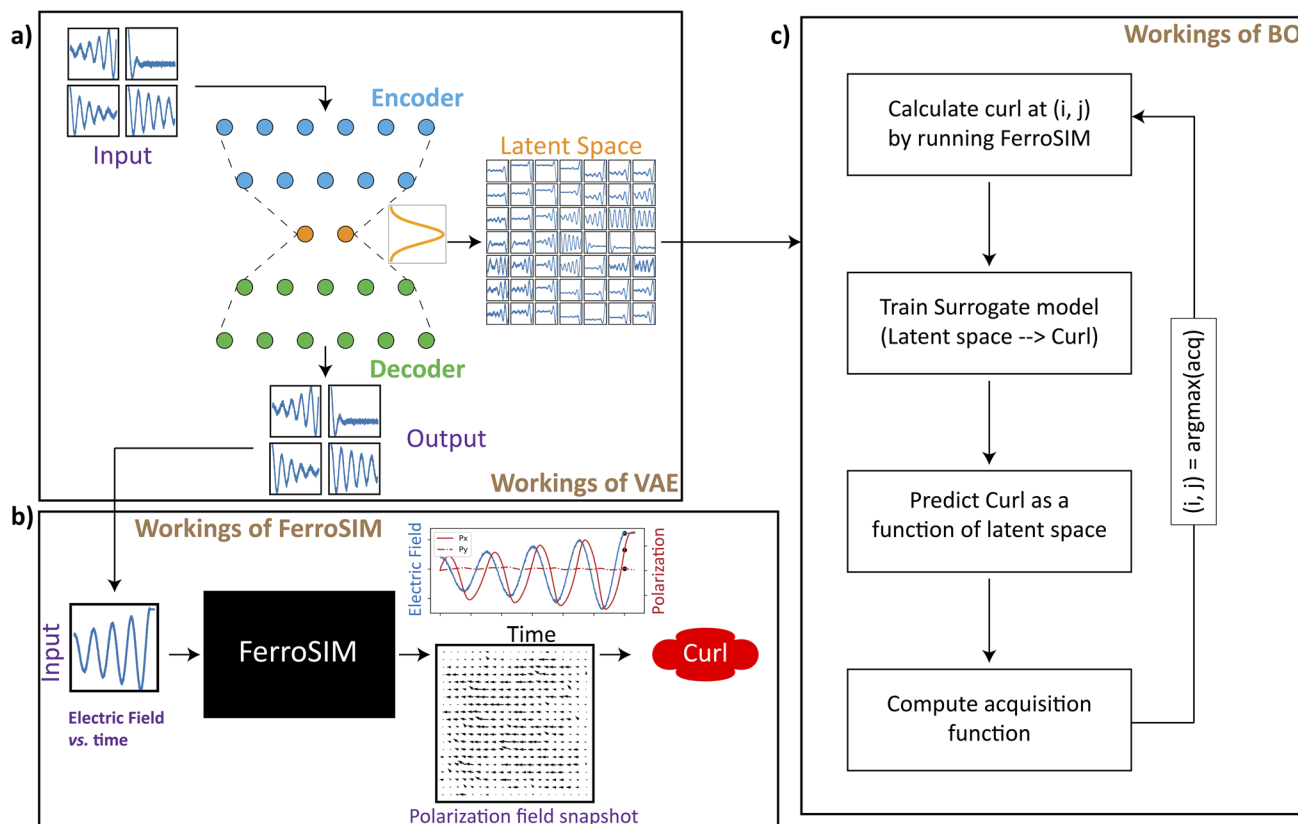 a)
Input
Encoder
Latent Space
Decoder
Output
Workings of VAE
b)
Workings of FerroSIM
Input
Electric Field
vs. time
FerroSIM
Electric Field
Px
Py
Polarization
Time
Polarization field snapshot
Curl
c)
Workings of BO
Calculate curl at (i, j)
by running FerroSIM
Train Surrogate model
(Latent space --> Curl)
Predict Curl as a
function of latent space
Compute acquisition
function
(i, j) = argmax(acq)